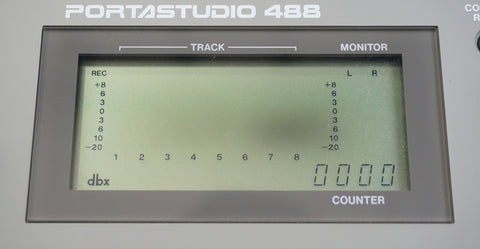 PORTASTUDIO 488
CO
R
TRACK MONITOR
REC L R
+8 +8
6 6
3 3
0 0
3 3
6 6
10 10
-20 -20
1 2 3 4 5 6 7 8
dbx 0000
COUNTER